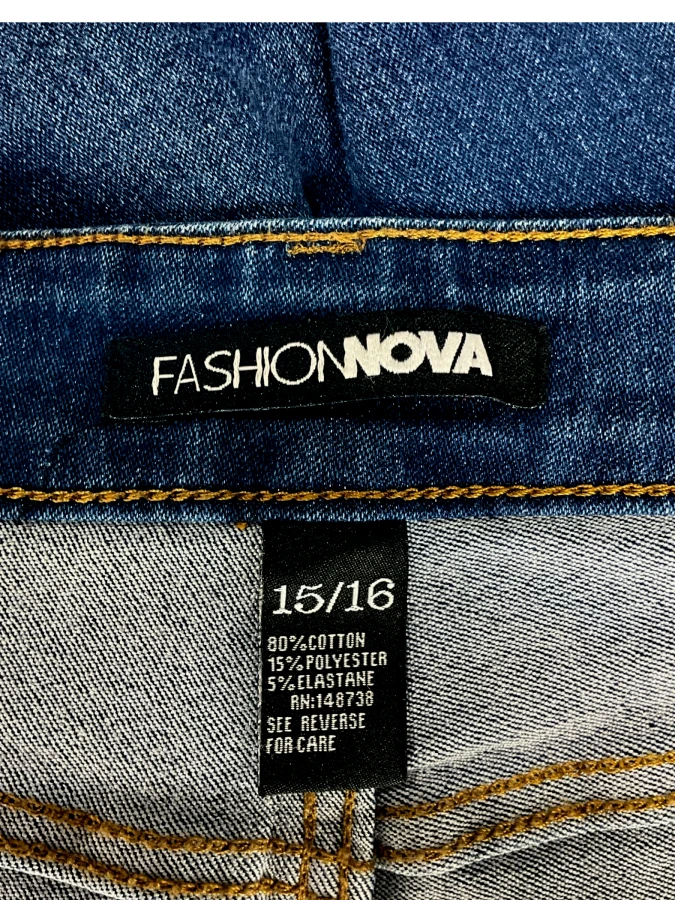 FASHIONNOVA
15/16
80%COTTON
15%POLYESTER
5%ELASTANE
RN:148738
SEE REVERSE
FOR CARE